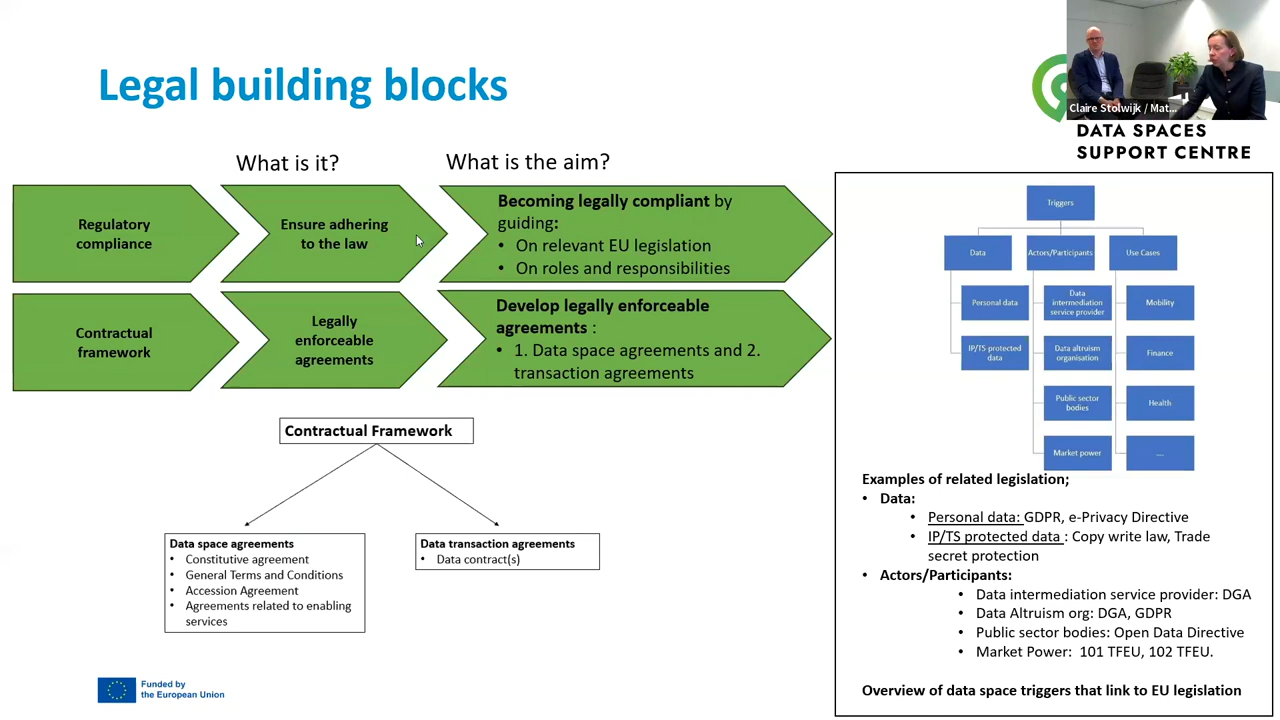 Legal building blocks
Claire Stolwijk / Mat...
DATA SPACES
SUPPORT CENTRE
What is it?
What is the aim?
Regulatory
compliance
Ensure adhering
to the law
Becoming legally compliant by
guiding:
• On relevant EU legislation
• On roles and responsibilities
Contractual
framework
Legally
enforceable
agreements
Develop legally enforceable
agreements :
• 1. Data space agreements and 2.
transaction agreements
Contractual Framework
Data space agreements
• Constitutive agreement
• General Terms and Conditions
• Accession Agreement
• Agreements related to enabling
services
Data transaction agreements
• Data contract(s)
Funded by
the European Union
Triggers
Data
Actors/Participants
Use Cases
Personal data
Data
intermediation
service provider
Mobility
IP/TS-protected
data
Data altruism
organisation
Finance
Public sector
bodies
Health
Market power
....
Examples of related legislation;
• Data:
• Personal data: GDPR, e-Privacy Directive
• IP/TS protected data : Copy write law, Trade
secret protection
• Actors/Participants:
• Data intermediation service provider: DGA
• Data Altruism org: DGA, GDPR
• Public sector bodies: Open Data Directive
• Market Power: 101 TFEU, 102 TFEU.
Overview of data space triggers that link to EU legislation